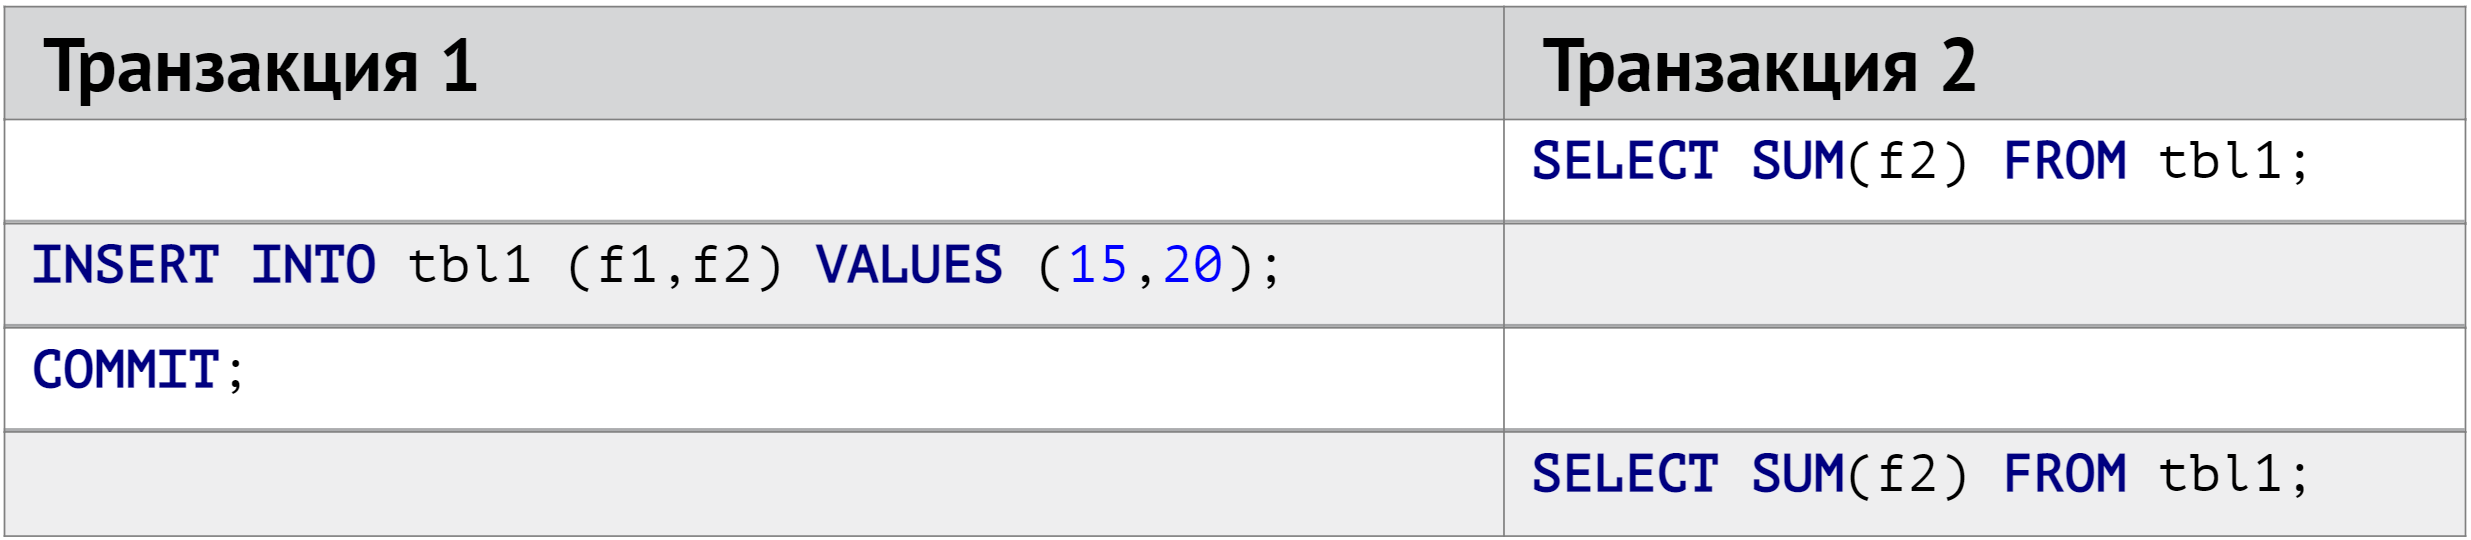 Транзакция 1
Транзакция 2
SELECT SUM(f2) FROM tbl1;
INSERT INTO tbl1 (f1,f2) VALUES (15,20);
COMMIT;
SELECT SUM(f2) FROM tbl1;